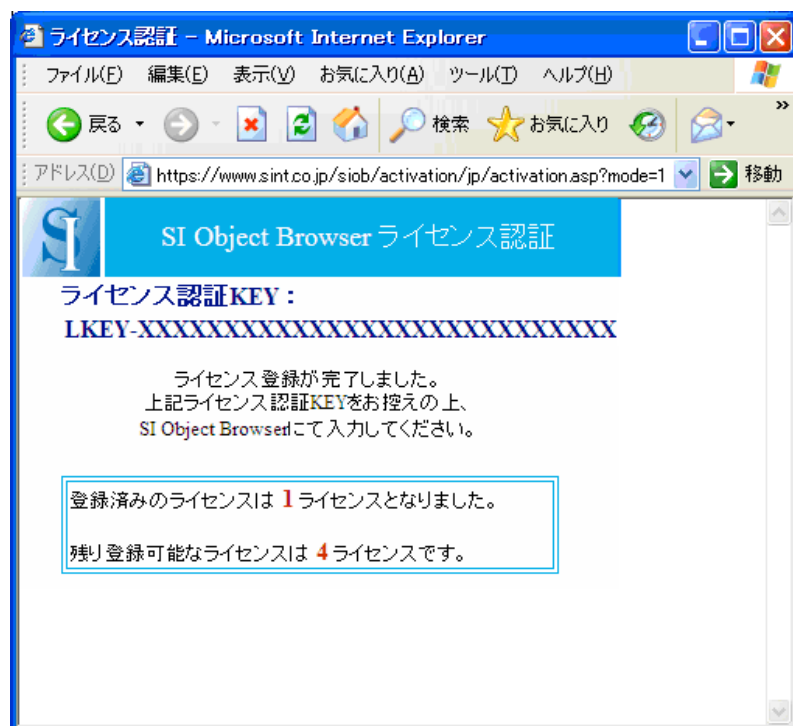 ライセンス認証 - Microsoft Internet Explorer
ファイル(F) 編集(E) 表示(V) お気に入り(A) ツール(T) ヘルプ(H)
戻る 検索 お気に入り »
アドレス(D) https://www.sint.co.jp/siob/activation/jp/activation.asp?mode=1 移動
SI
SI Object Browser ライセンス認証
ライセンス認証KEY：
LKEY-XXXXXXXXXXXXXXXXXXXXXXXXXXXX
ライセンス登録が完了しました。
上記ライセンス認証KEYをお控えの上、
SI Object Browserにて入力してください。
登録済みのライセンスは 1 ライセンスとなりました。
残り登録可能なライセンスは 4 ライセンスです。